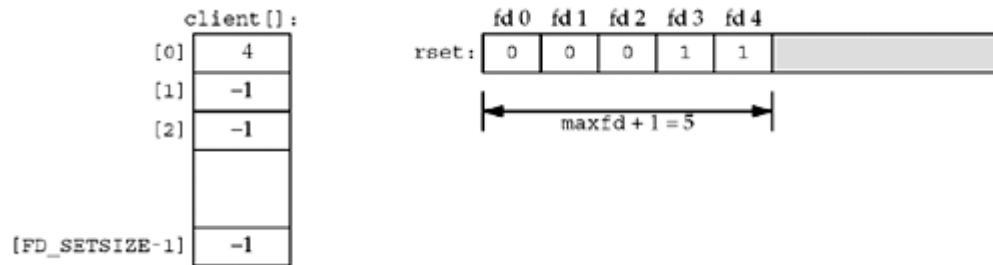 client[]:
[0] 4
[1] −1
[2] −1
[FD_SETSIZE-1] −1
fd 0 fd 1 fd 2 fd 3 fd 4
rset: 0 0 0 1 1
maxfd + 1 = 5